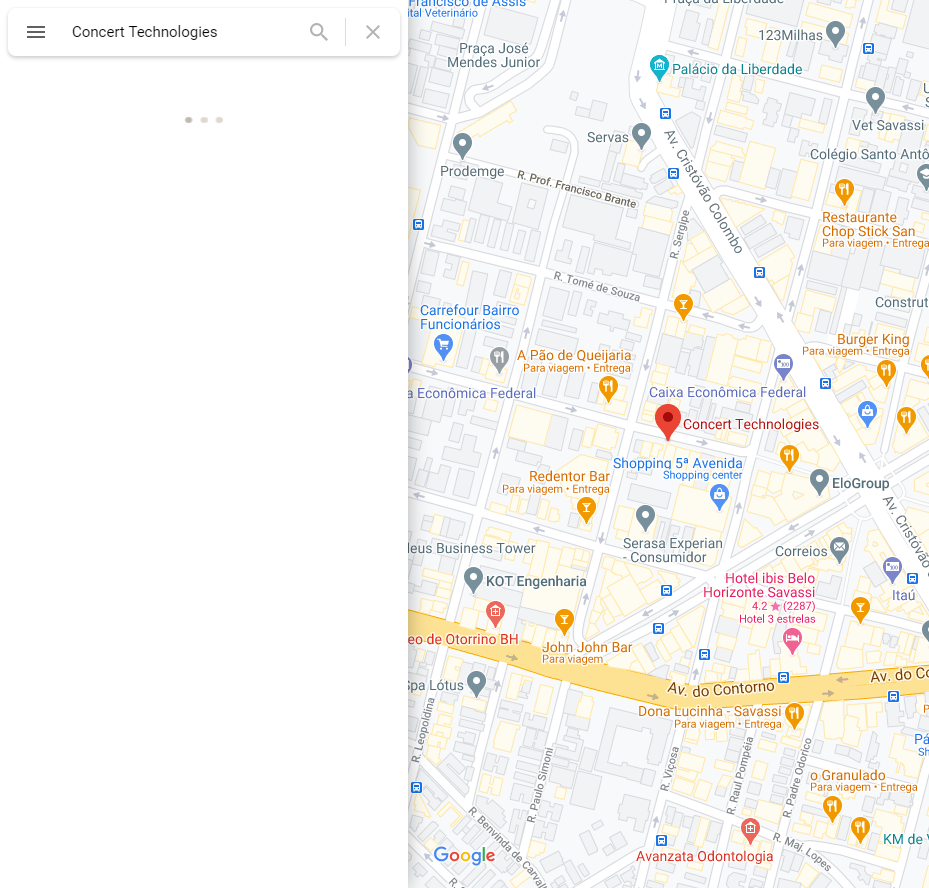 Concert Technologies
Francisco de Assis
ital Veterinário
Praça da Liberdade
123Milhas
Praça José
Mendes Junior
Palácio da Liberdade
Vet Savassi
Servas
Colégio Santo Antô
Prodemge
R. Prof. Francisco Brante
Av. Cristóvão Colombo
R. Sergipe
Restaurante
Chop Stick San
Para viagem • Entrega
R. Tomé de Souza
Construt
Carrefour Bairro
Funcionários
Burger King
Para viagem • Entrega
A Pão de Queijaria
Para viagem • Entrega
a Econômica Federal
Caixa Econômica Federal
Concert Technologies
Shopping 5ª Avenida
Shopping center
Redentor Bar
Para viagem • Entrega
EloGroup
Av. Cristóvão
Serasa Experian
- Consumidor
deus Business Tower
Correios
KOT Engenharia
Hotel ibis Belo
Horizonte Savassi
4.2 ★ (2287)
Hotel 3 estrelas
Itaú
eo de Otorrino BH
John John Bar
Para viagem
Av. do Co
Av. do Contorno
Spa Lótus
Dona Lucinha - Savassi
Para viagem • Entrega
R. Leopoldina
R. Paulo Simoni
R. Viçosa
R. Raul Pompéia
R. Padre Odorico
Pá
Sh
o Granulado
Para viagem • Entrega
R. Benvinda de Carvalho
R. Maj. Lopes
KM de V
Google
Avanzata Odontologia